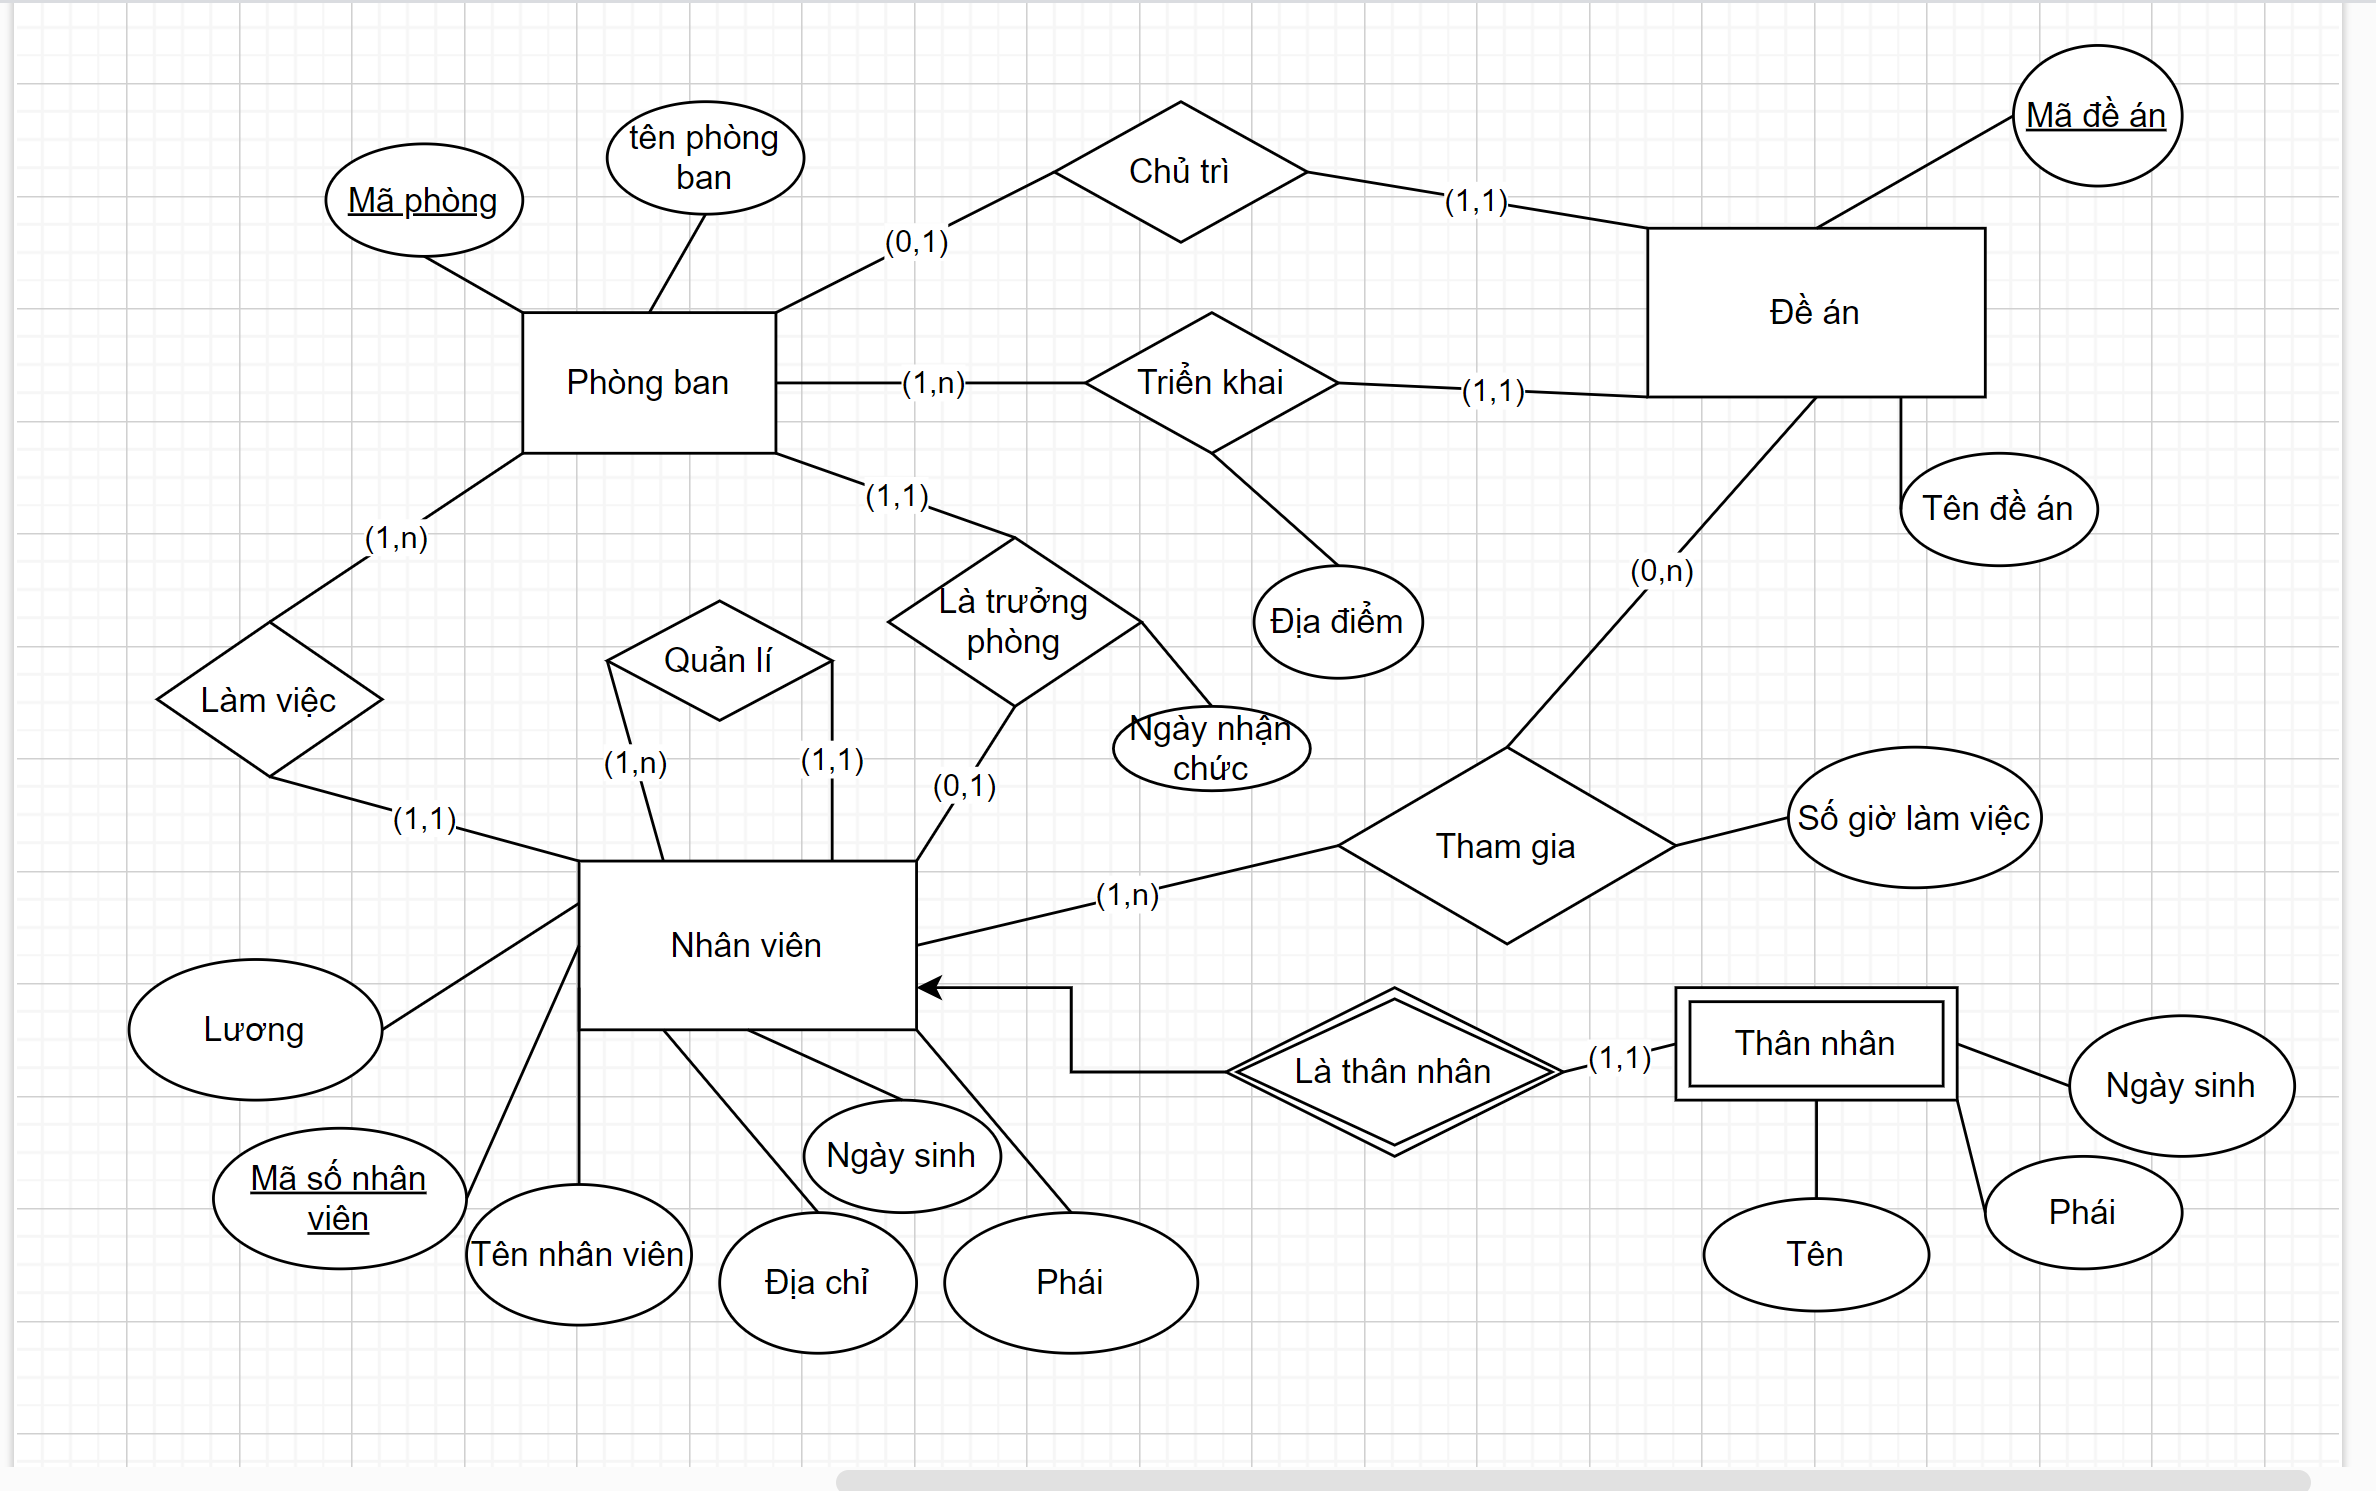 Mã đề án
tên phòng
ban
Mã phòng
Chủ trì
(1,1)
(0,1)
Đề án
Phòng ban
(1,n)
Triển khai
(1,1)
(1,1)
Tên đề án
(1,n)
(0,n)
Là trưởng
phòng
Địa điểm
Quản lí
Làm việc
Ngày nhận
chức
(1,n)
(1,1)
(0,1)
(1,1)
Số giờ làm việc
Tham gia
(1,n)
Nhân viên
Lương
Là thân nhân
(1,1)
Thân nhân
Ngày sinh
Ngày sinh
Mã số nhân
viên
Phái
Tên nhân viên
Tên
Địa chỉ
Phái